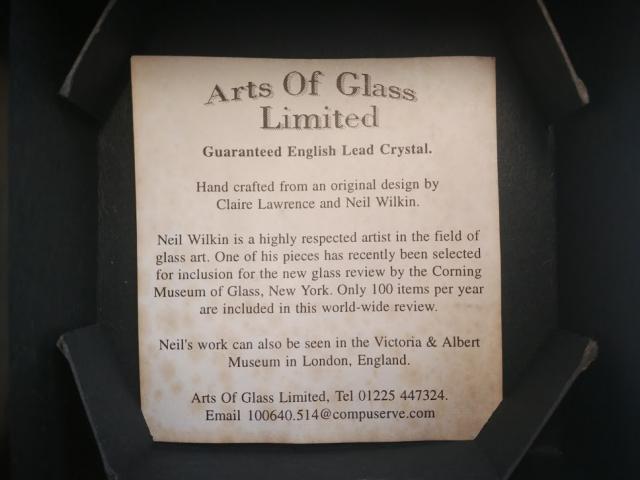 Arts Of Glass
Limited
Guaranteed English Lead Crystal.
Hand crafted from an original design by
Claire Lawrence and Neil Wilkin.
Neil Wilkin is a highly respected artist in the field of
glass art. One of his pieces has recently been selected
for inclusion for the new glass review by the Corning
Museum of Glass, New York. Only 100 items per year
are included in this world-wide review.
Neil's work can also be seen in the Victoria & Albert
Museum in London, England.
Arts Of Glass Limited, Tel 01225 447324.
Email 100640.514@compuserve.com